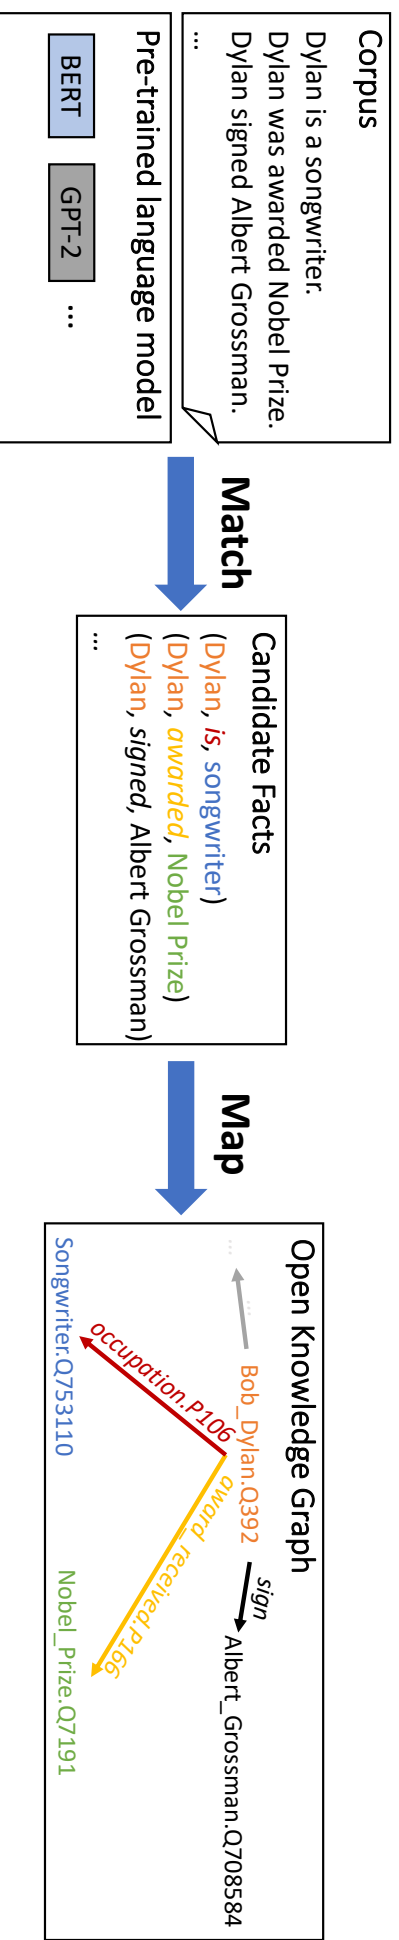 Corpus
Dylan is a songwriter.
Dylan was awarded Nobel Prize.
Dylan signed Albert Grossman.
...
Pre-trained language model
BERT
GPT-2
...
Match
Candidate Facts
(Dylan, is, songwriter)
(Dylan, awarded, Nobel Prize)
(Dylan, signed, Albert Grossman)
...
Map
Open Knowledge Graph
...
...
Bob_Dylan.Q392
sign
Albert_Grossman.Q708584
occupation.P106
award_received.P166
Songwriter.Q753110
Nobel_Prize.Q7191